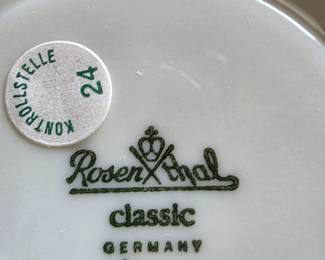 KONTROLLSTELLE
24
Rosenthal
classic
GERMANY